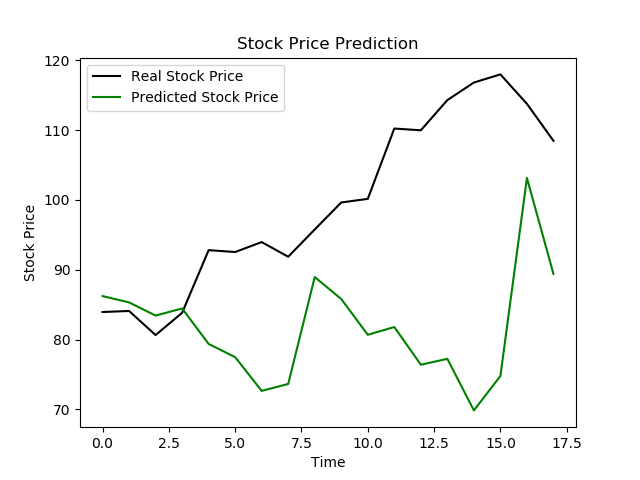 Stock Price Prediction
Real Stock Price
Predicted Stock Price
120
110
100
90
80
70
Stock Price
0.0 2.5 5.0 7.5 10.0 12.5 15.0 17.5
Time